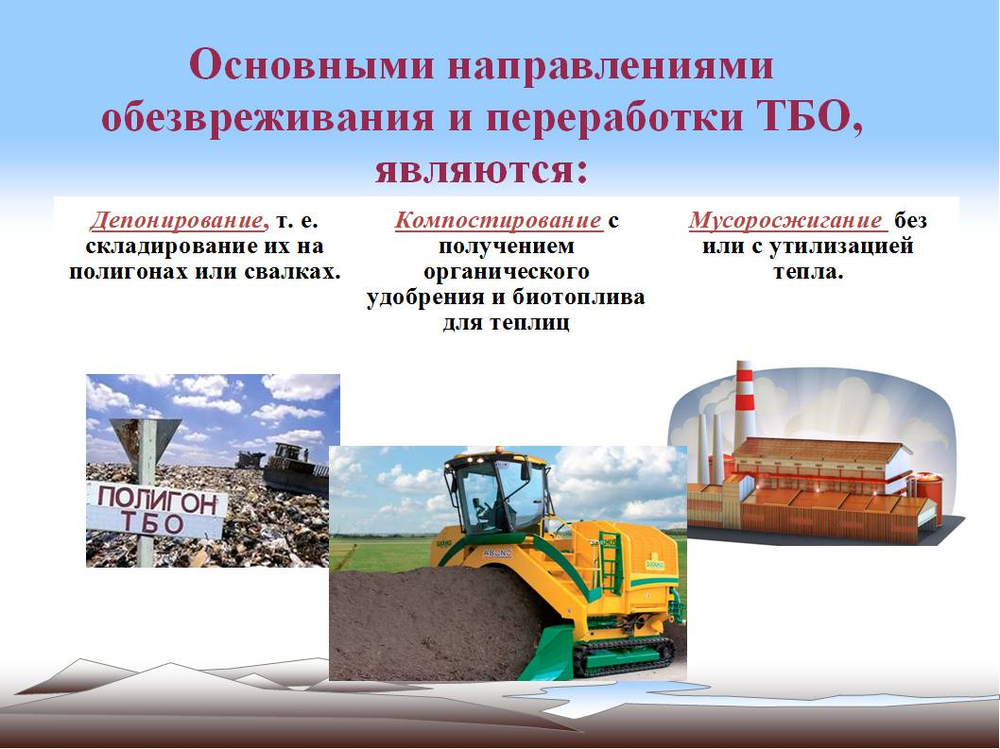 Основными направлениями
обезвреживания и переработки ТБО,
являются:
Депонирование, т. е.
складирование их на
полигонах или свалках.
Компостирование с
получением
органического
удобрения и биотоплива
для теплиц
Мусоросжигание без
или с утилизацией
тепла.
ПОЛИГОН
ТБО